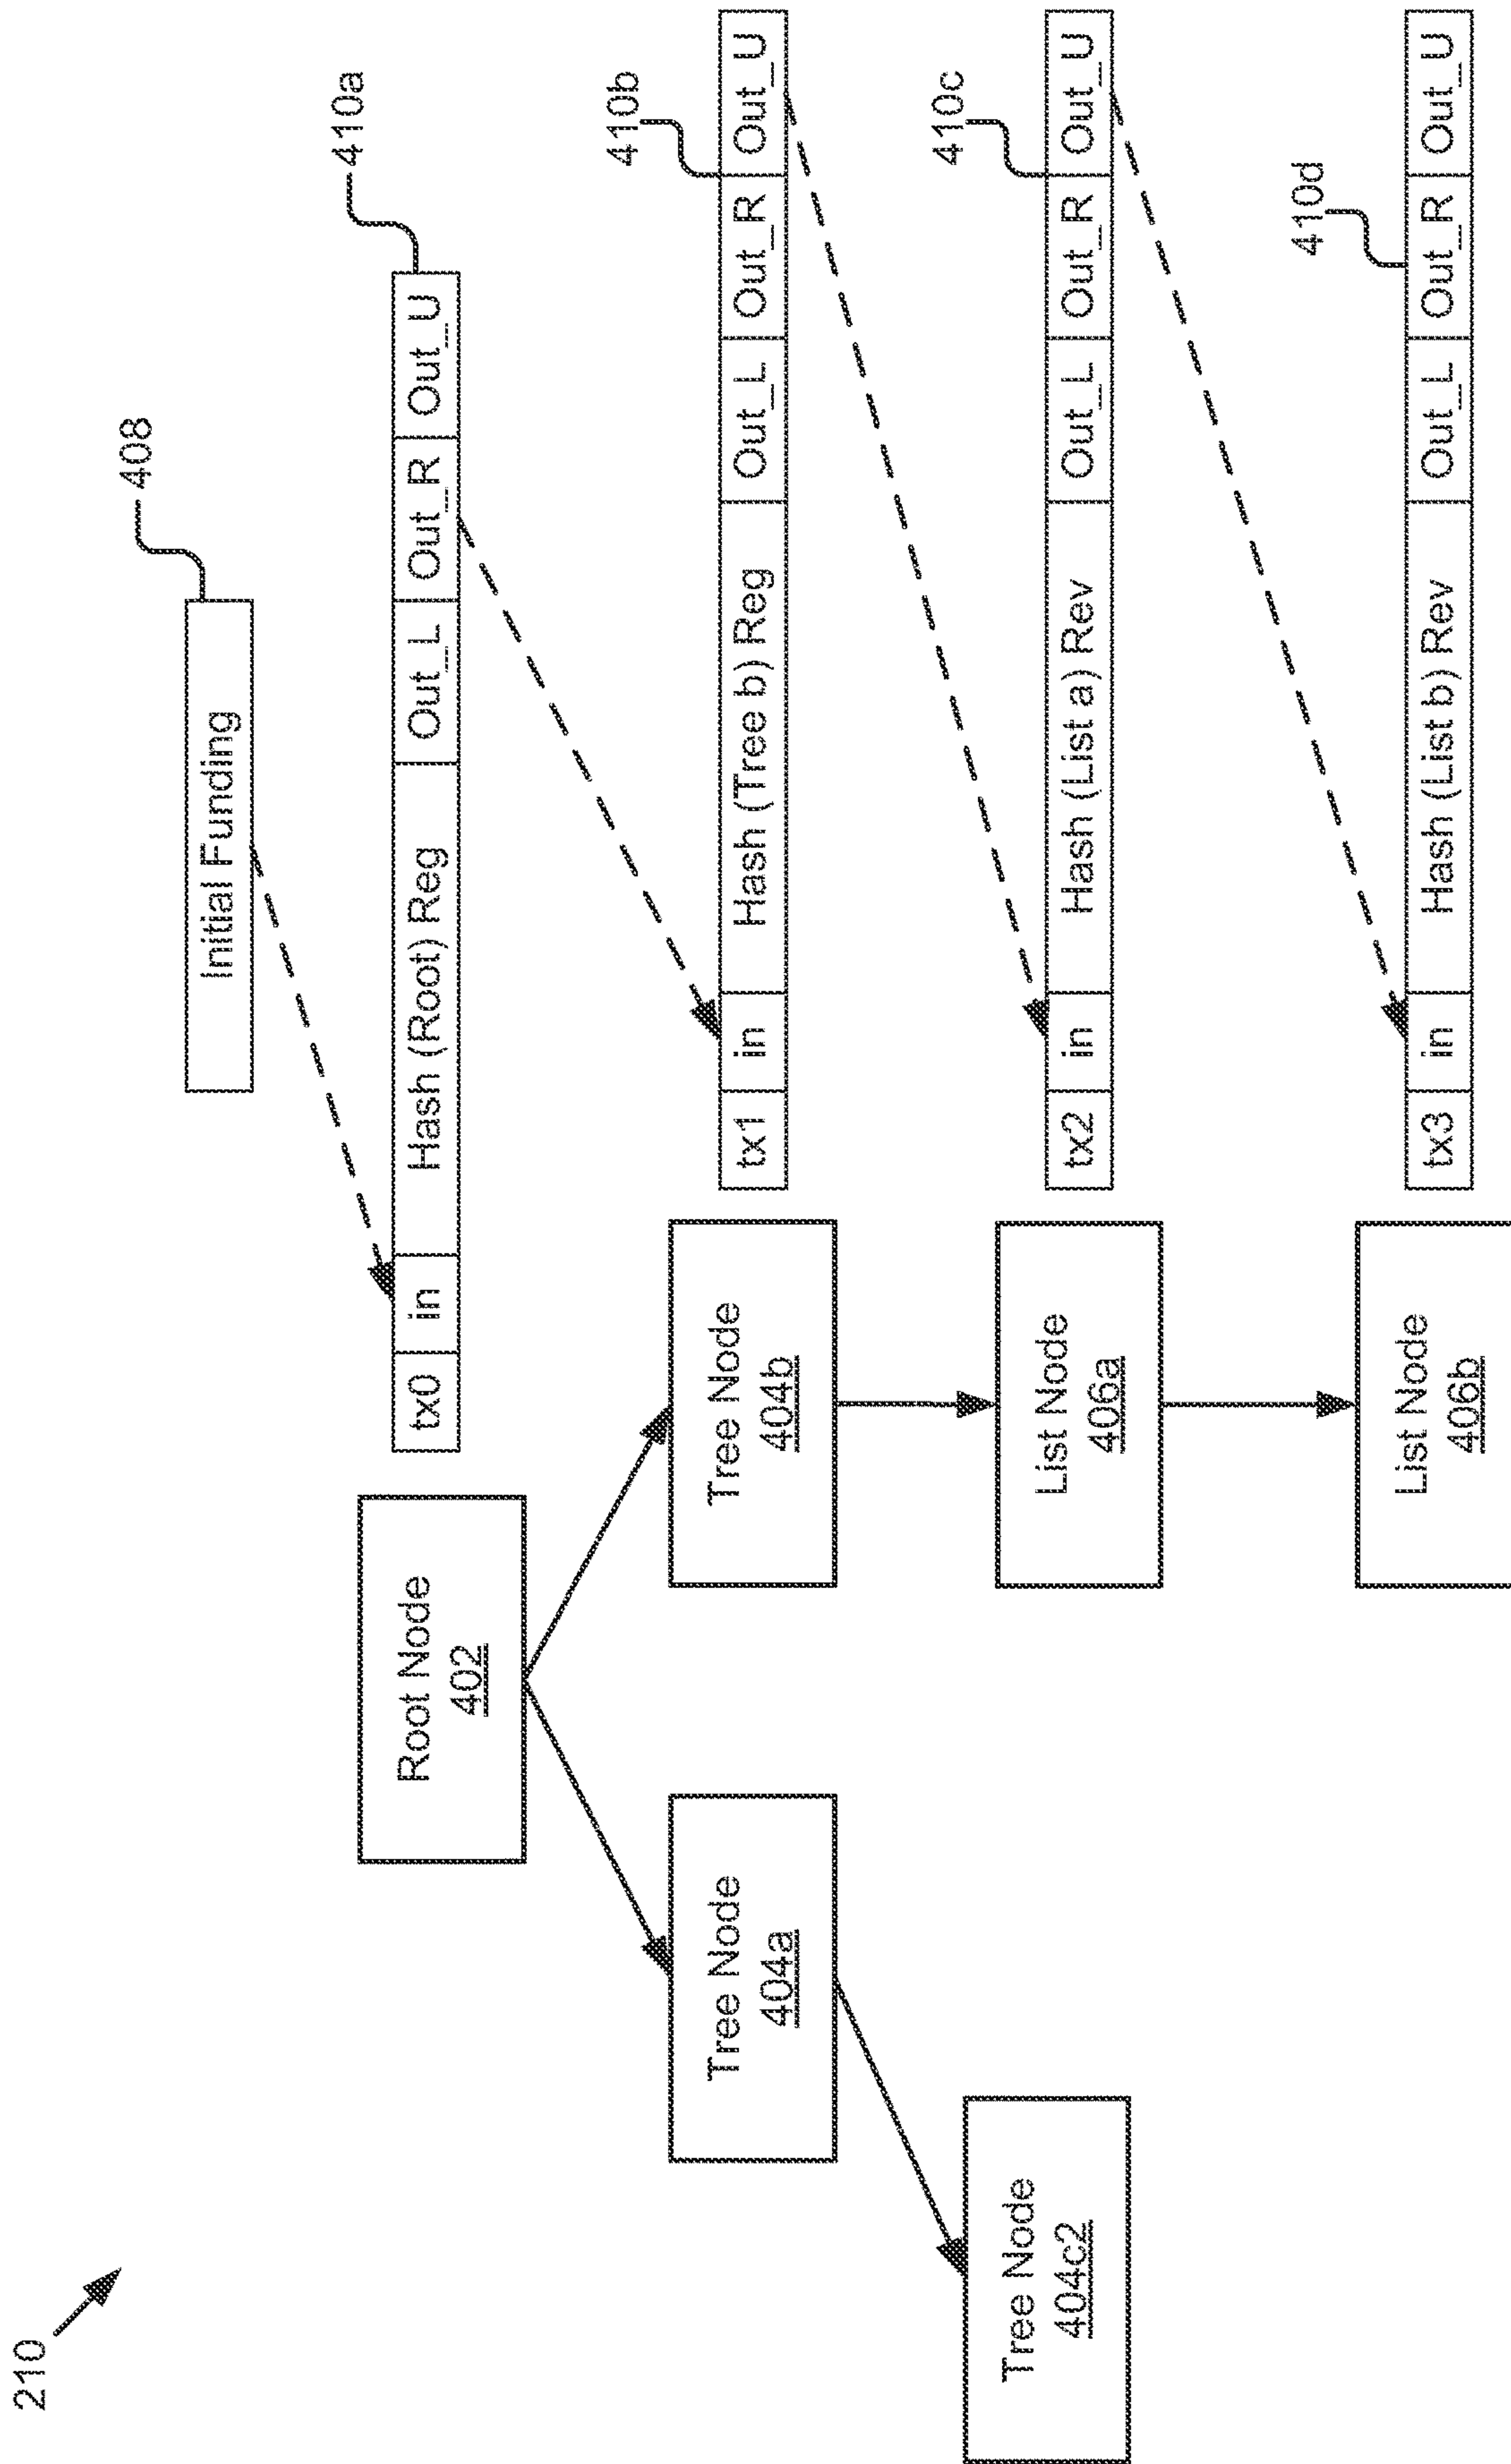 210
Initial Funding
408
410a
tx0 in Hash (Root) Reg Out_L Out_R Out_U
Root Node
402
410b
tx1 in Hash (Tree b) Reg Out_L Out_R Out_U
Tree Node
404a
Tree Node
404b
410c
tx2 in Hash (List a) Rev Out_L Out_R Out_U
Tree Node
404c2
List Node
406a
410d
tx3 in Hash (List b) Rev Out_L Out_R Out_U
List Node
406b